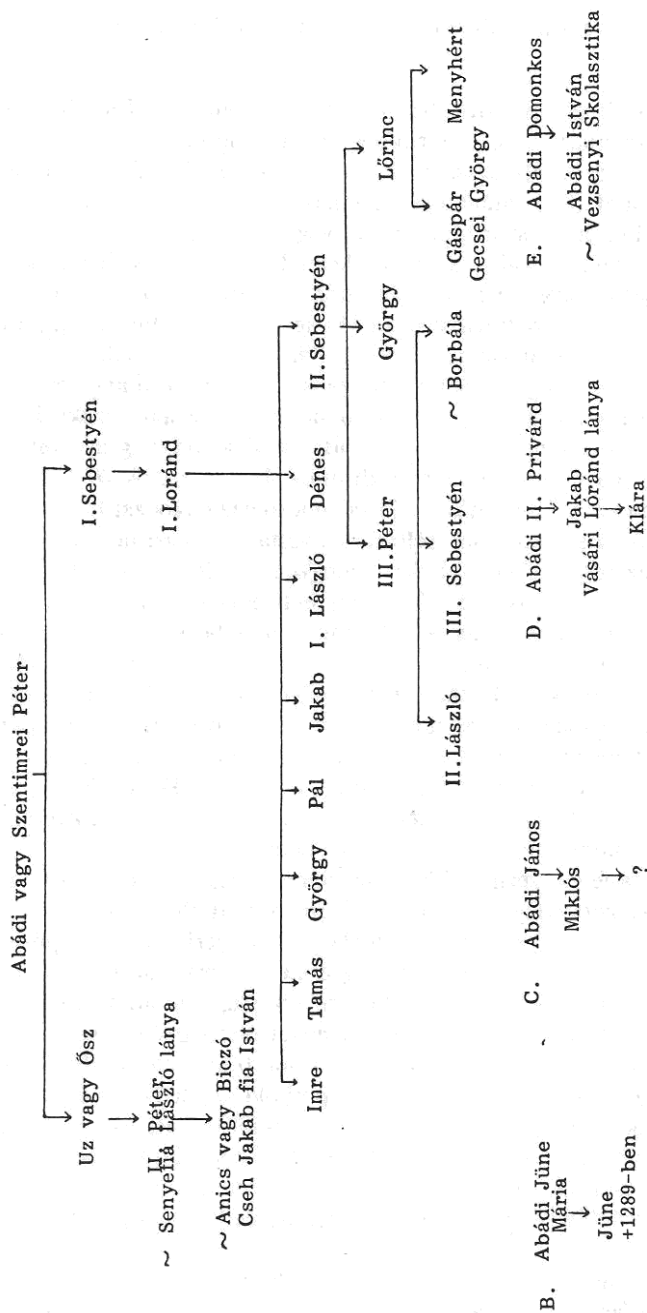 Abádi vagy Szentimrei Péter
Uz vagy Ősz
I.Sebestyén
II Péter
~ Senyefia László lánya
I.Loránd
~ Anics vagy Biczó
Cseh Jakab fia István
Imre Tamás György Pál Jakab I. László Dénes II.Sebestyén
III.Péter György Lőrinc
II.László III. Sebestyén ~ Borbála Gáspár Menyhért
Gecsei György
B. Abádi Jüne
Mária
Jüne
+1289-ben
C. Abádi János
Miklós
?
D. Abádi II. Privárd
Jakab
Vásári Lóránd lánya
Klára
E. Abádi Domonkos
Abádi István
~ Vezsenyi Skolasztika